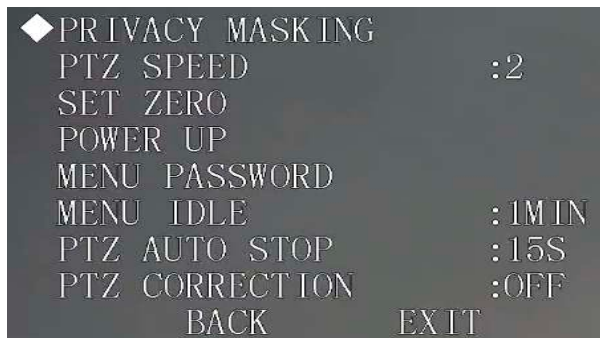 PRIVACY MASKING
PTZ SPEED :2
SET ZERO
POWER UP
MENU PASSWORD
MENU IDLE :1MIN
PTZ AUTO STOP :15S
PTZ CORRECTION :OFF
BACK EXIT